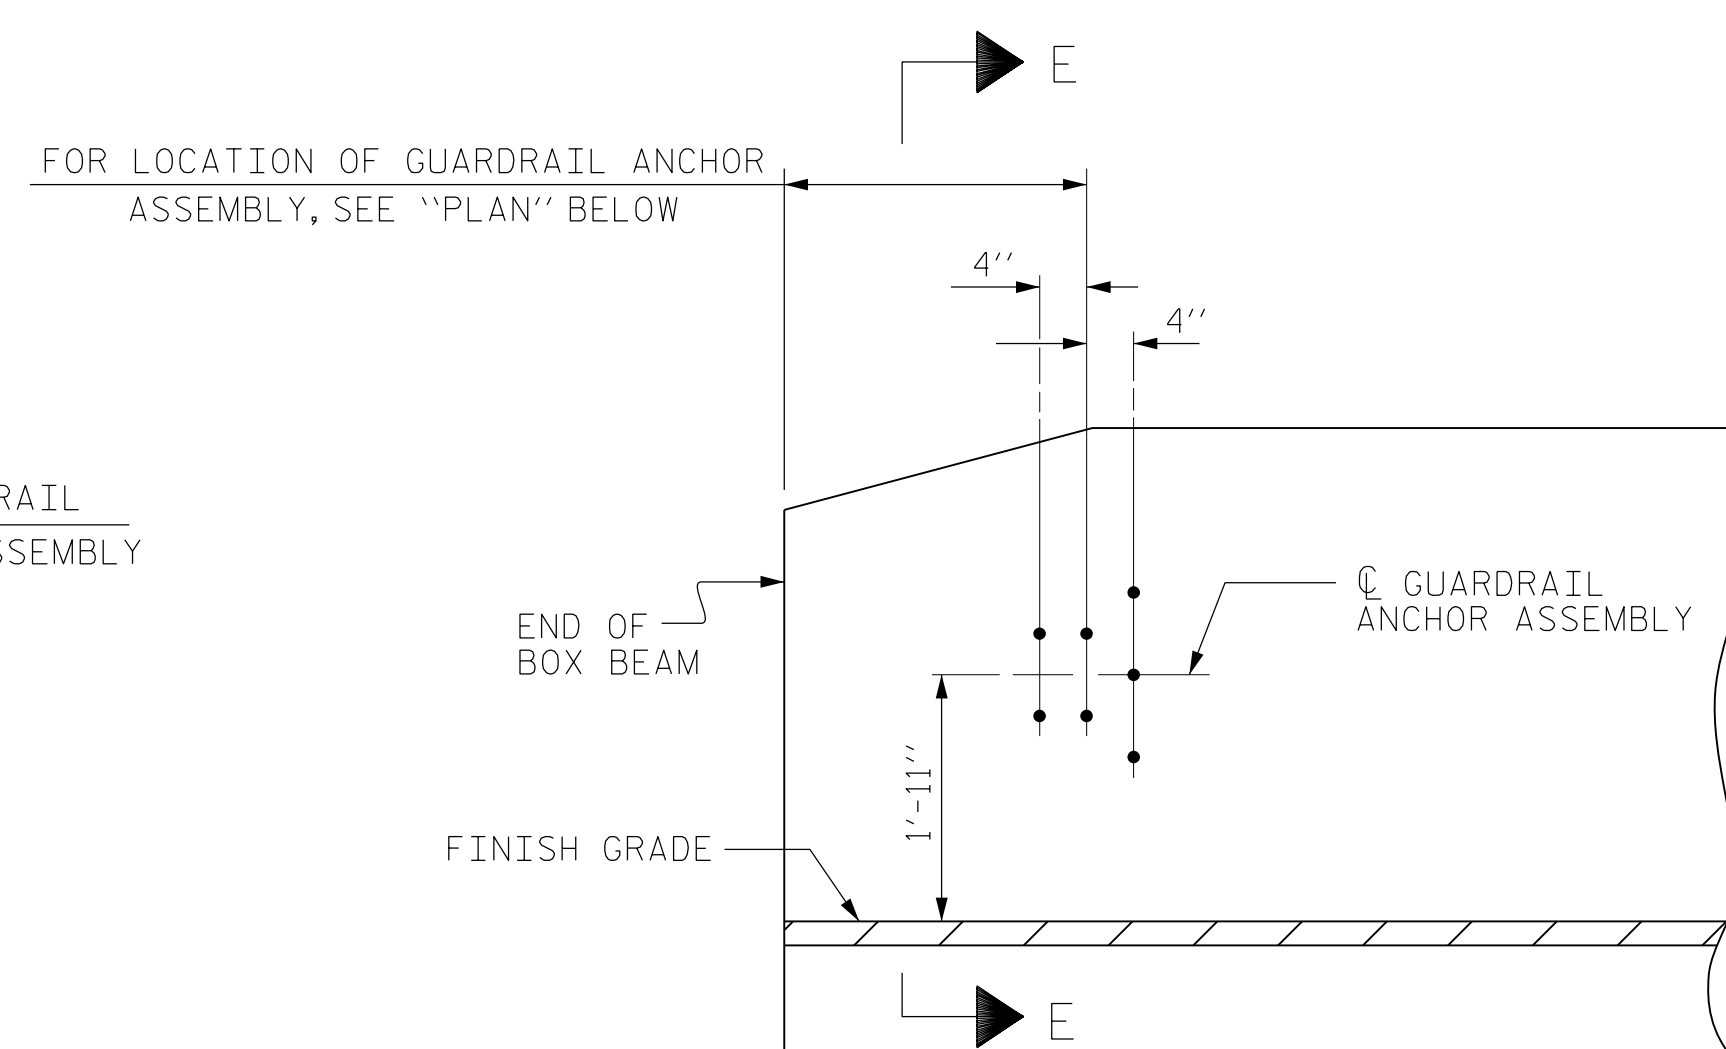 E
FOR LOCATION OF GUARDRAIL ANCHOR
ASSEMBLY, SEE ‵‵PLAN′′ BELOW
4′′
4′′
RAIL
SSEMBLY
℄ GUARDRAIL
ANCHOR ASSEMBLY
END OF
BOX BEAM
1′-11′′
FINISH GRADE
E